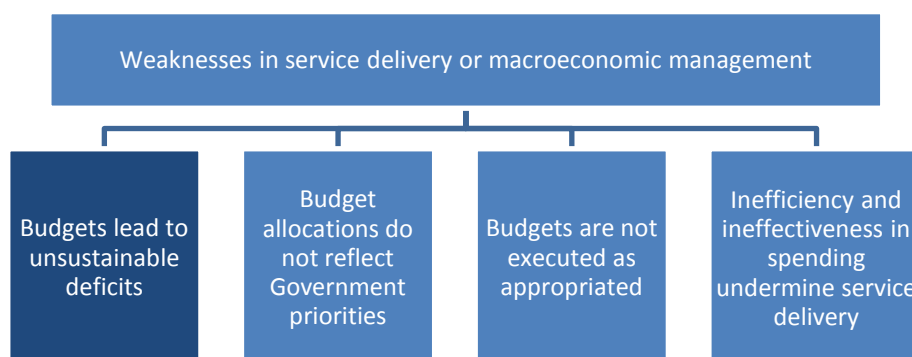 Weaknesses in service delivery or macroeconomic management
Budgets lead to
unsustainable
deficits
Budget
allocations do
not reflect
Government
priorities
Budgets are not
executed as
appropriated
Inefficiency and
ineffectiveness in
spending
undermine service
delivery